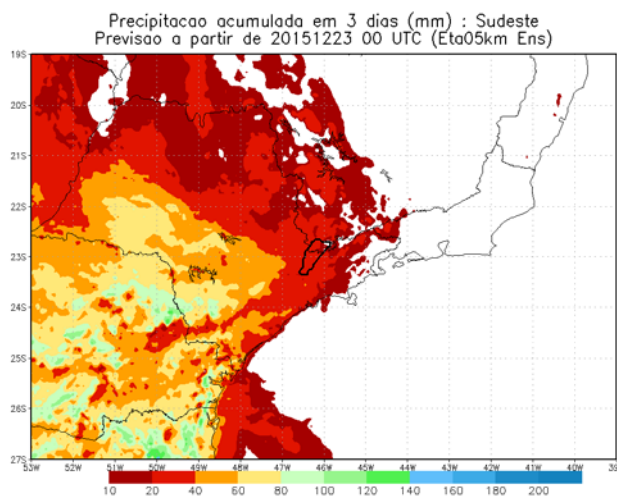 Precipitacao acumulada em 3 dias (mm) : Sudeste
Previsao a partir de 20151223 00 UTC (Eta05km Ens)
19S
20S
21S
22S
23S
24S
25S
26S
27S
53W 52W 51W 50W 49W 48W 47W 46W 45W 44W 43W 42W 41W 40W 39
10 20 40 60 80 100 120 140 160 180 200